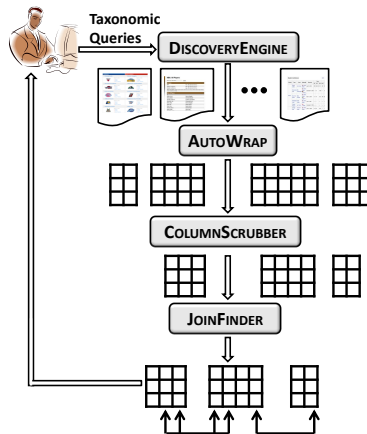 Taxonomic
Queries
DISCOVERYENGINE
AUTOWRAP
COLUMNSCRUBBER
JOINFINDER